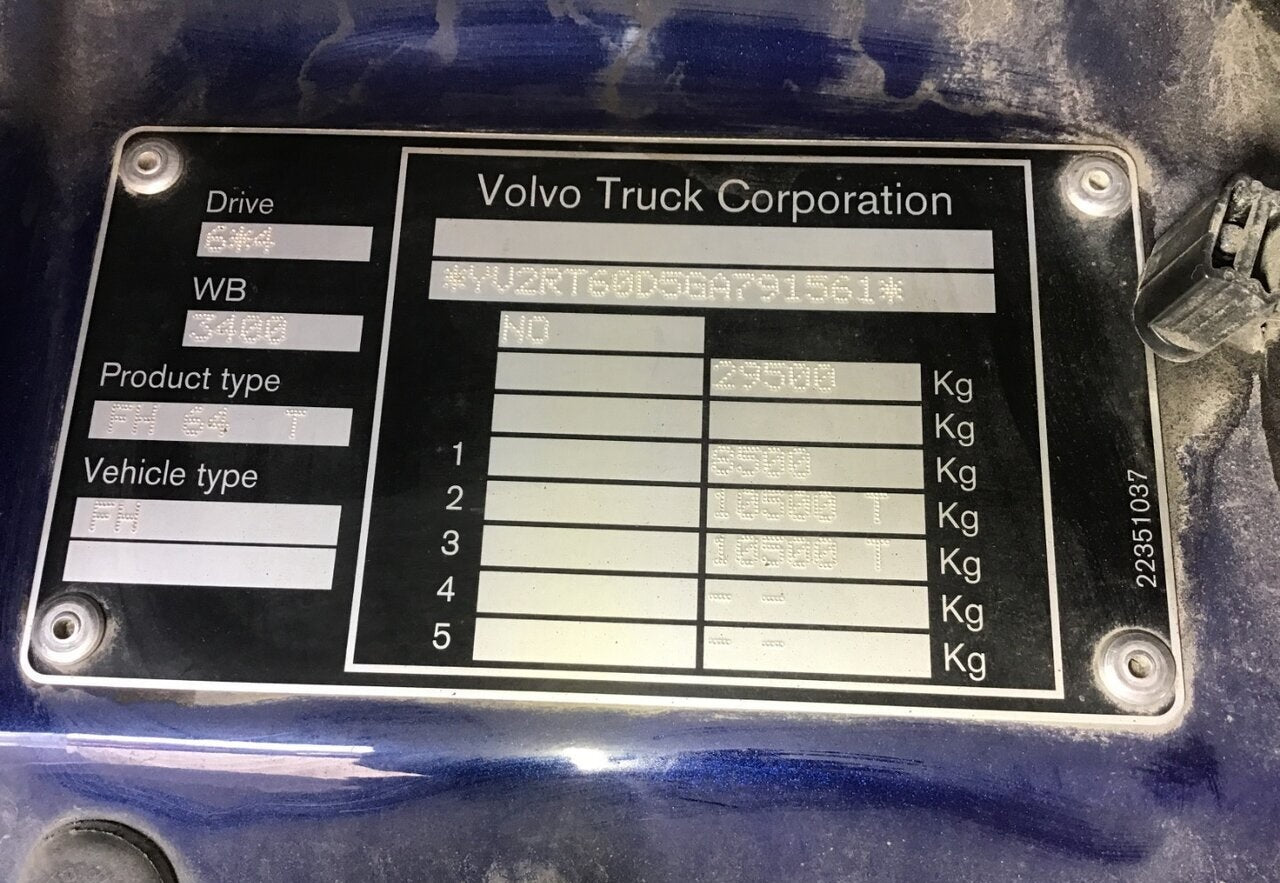 Drive
6*4
WB
3400
Product type
FH 64 T
Vehicle type
FH
Volvo Truck Corporation
*YV2RT60D5GA791561*
NO
29500 Kg
Kg
1 8500 Kg
2 10500 T Kg
3 10500 T Kg
4 -- -- Kg
5 -- -- Kg
22351037